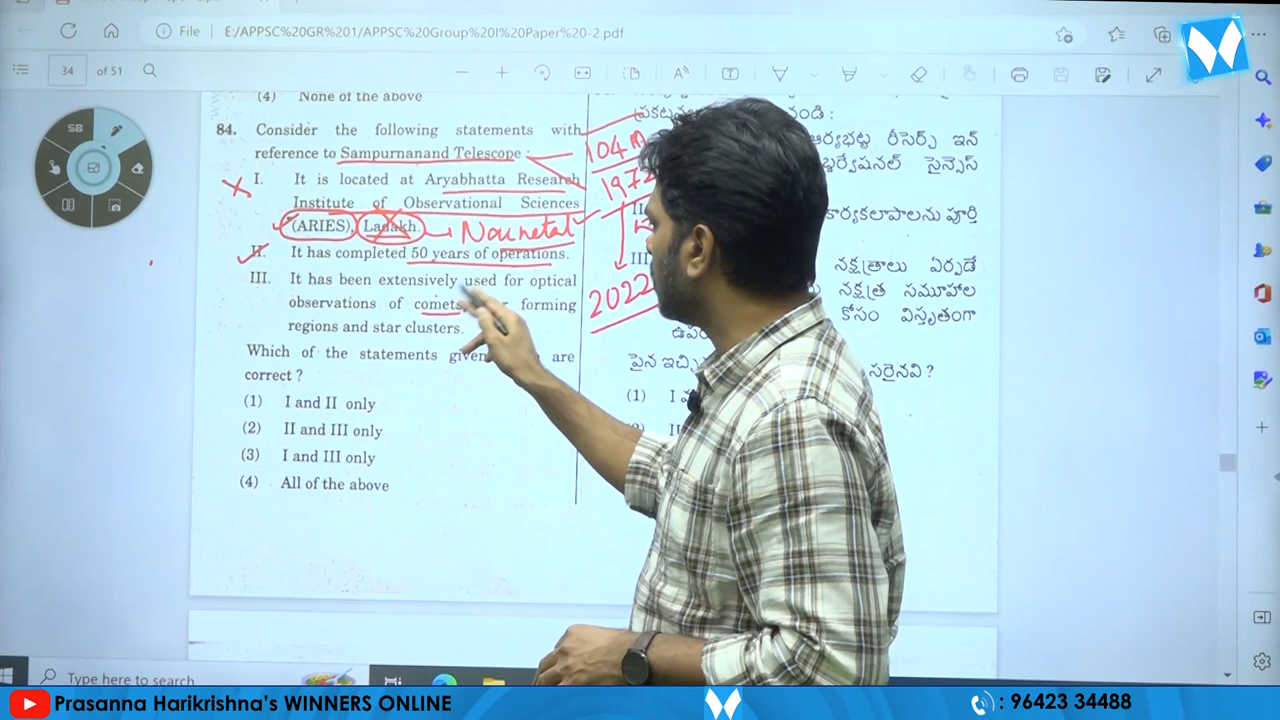 File E:/APPSC%20GR%201/APPSC%20Group%20I%20Paper%20-2.pdf
34 of 51
(4) None of the above
84. Consider the following statements with
reference to Sampurnanand Telescope :
I. It is located at Aryabhatta Research
Institute of Observational Sciences
(ARIES), Ladakh.
II. It has completed 50 years of operations.
III. It has been extensively used for optical
observations of comets, forming
regions and star clusters.
Which of the statements given are
correct ?
(1) I and II only
(2) II and III only
(3) I and III only
(4) All of the above
104
1972
2022
ఆర్యభట్ట రీసెర్చ్ ఇన్
సైన్సెస్
కార్యకలాపాలను పూర్తి
నక్షత్రాలు ఏర్పడే
నక్షత్ర సమూహాల
కోసం విస్తృతంగా
పైన
సరైనవి ?
(1) I
Type here to search
Prasanna Harikrishna's WINNERS ONLINE
: 96423 34488